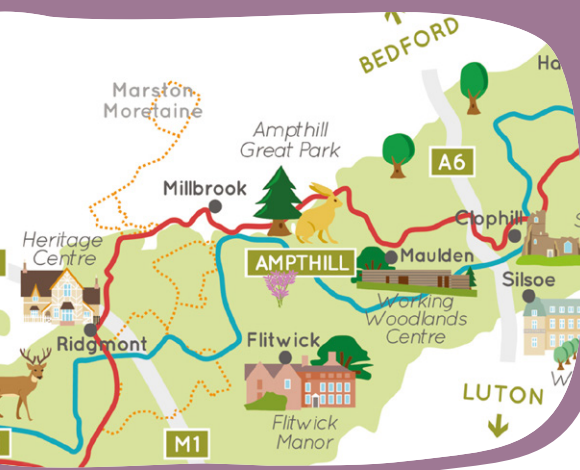 BEDFORD
Ha
Marston
Moretaine
Ampthill
Great Park
A6
Millbrook
Clophill
Heritage
Centre
AMPTHILL
Maulden
Silsoe
Working
Woodlands
Centre
Ridgmont
Flitwick
LUTON
Flitwick
Manor
M1